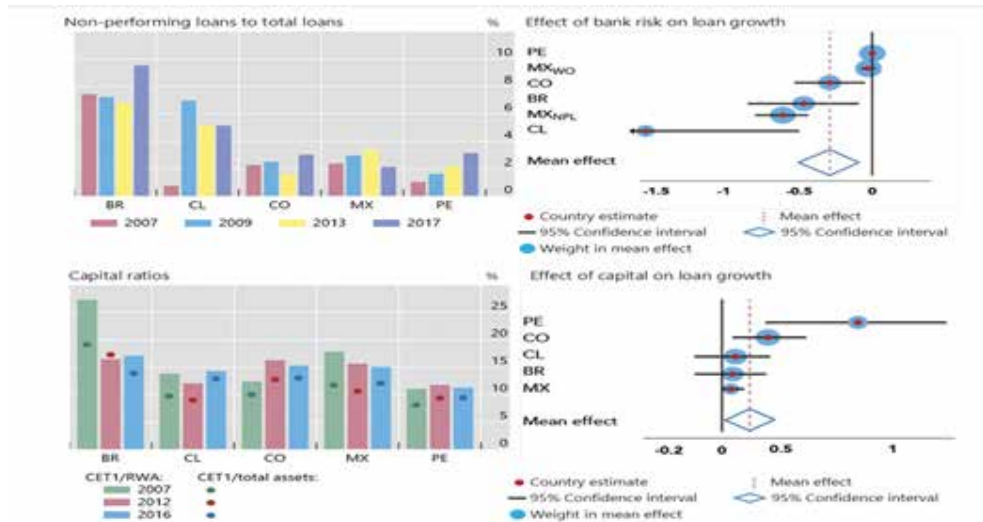 Non-performing loans to total loans
%
10
8
6
4
2
0
BR CL CO MX PE
2007 2009 2013 2017
Effect of bank risk on loan growth
PE
MXWO
CO
BR
MXNPL
CL
Mean effect
-1.5 -1 -0.5 0
Country estimate Mean effect
95% Confidence interval 95% Confidence interval
Weight in mean effect
Capital ratios
%
25
20
15
10
5
0
BR CL CO MX PE
CET1/RWA: CET1/total assets:
2007
2012
2016
Effect of capital on loan growth
PE
CO
CL
BR
MX
Mean effect
-0.2 0 0.5 1
Country estimate Mean effect
95% Confidence interval 95% Confidence interval
Weight in mean effect